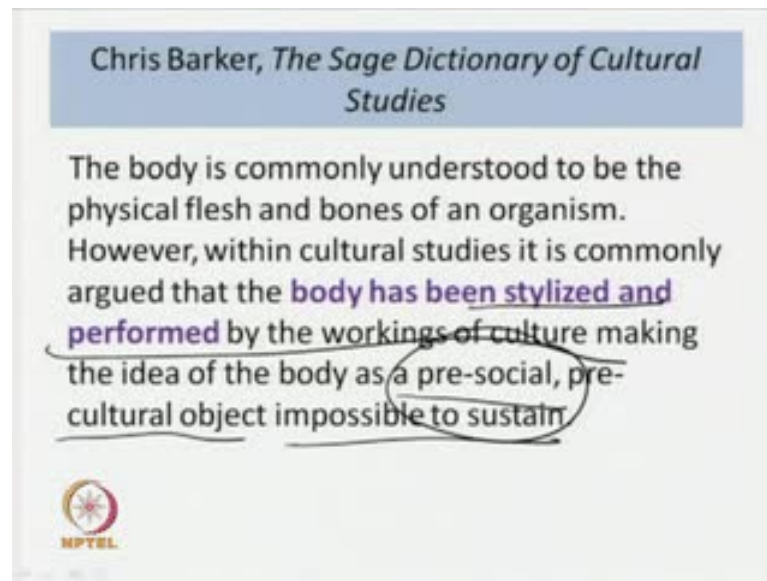 Chris Barker, The Sage Dictionary of Cultural
Studies
The body is commonly understood to be the
physical flesh and bones of an organism.
However, within cultural studies it is commonly
argued that the body has been stylized and
performed by the workings of culture making
the idea of the body as a pre-social, pre-
cultural object impossible to sustain.
NPTEL